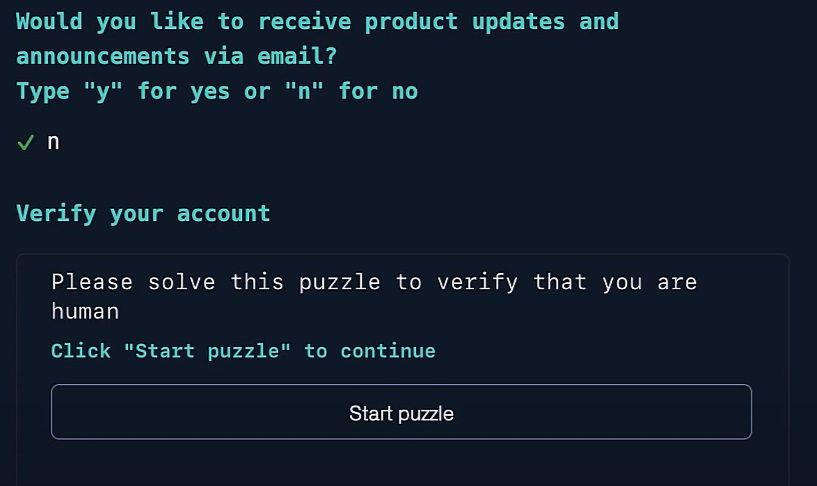 Would you like to receive product updates and
announcements via email?
Type "y" for yes or "n" for no
✓ n
Verify your account
Please solve this puzzle to verify that you are
human
Click "Start puzzle" to continue
Start puzzle